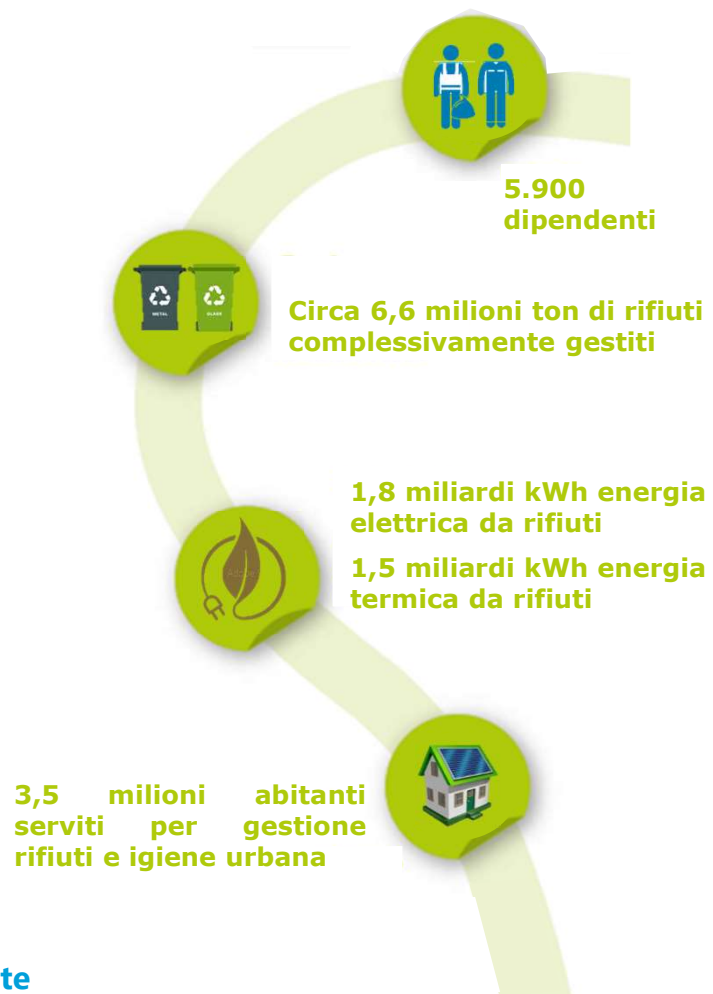 5.900
dipendenti
METAL
GLASS
Circa 6,6 milioni ton di rifiuti
complessivamente gestiti
1,8 miliardi kWh energia
elettrica da rifiuti
1,5 miliardi kWh energia
termica da rifiuti
3,5 milioni abitanti
serviti per gestione
rifiuti e igiene urbana
te